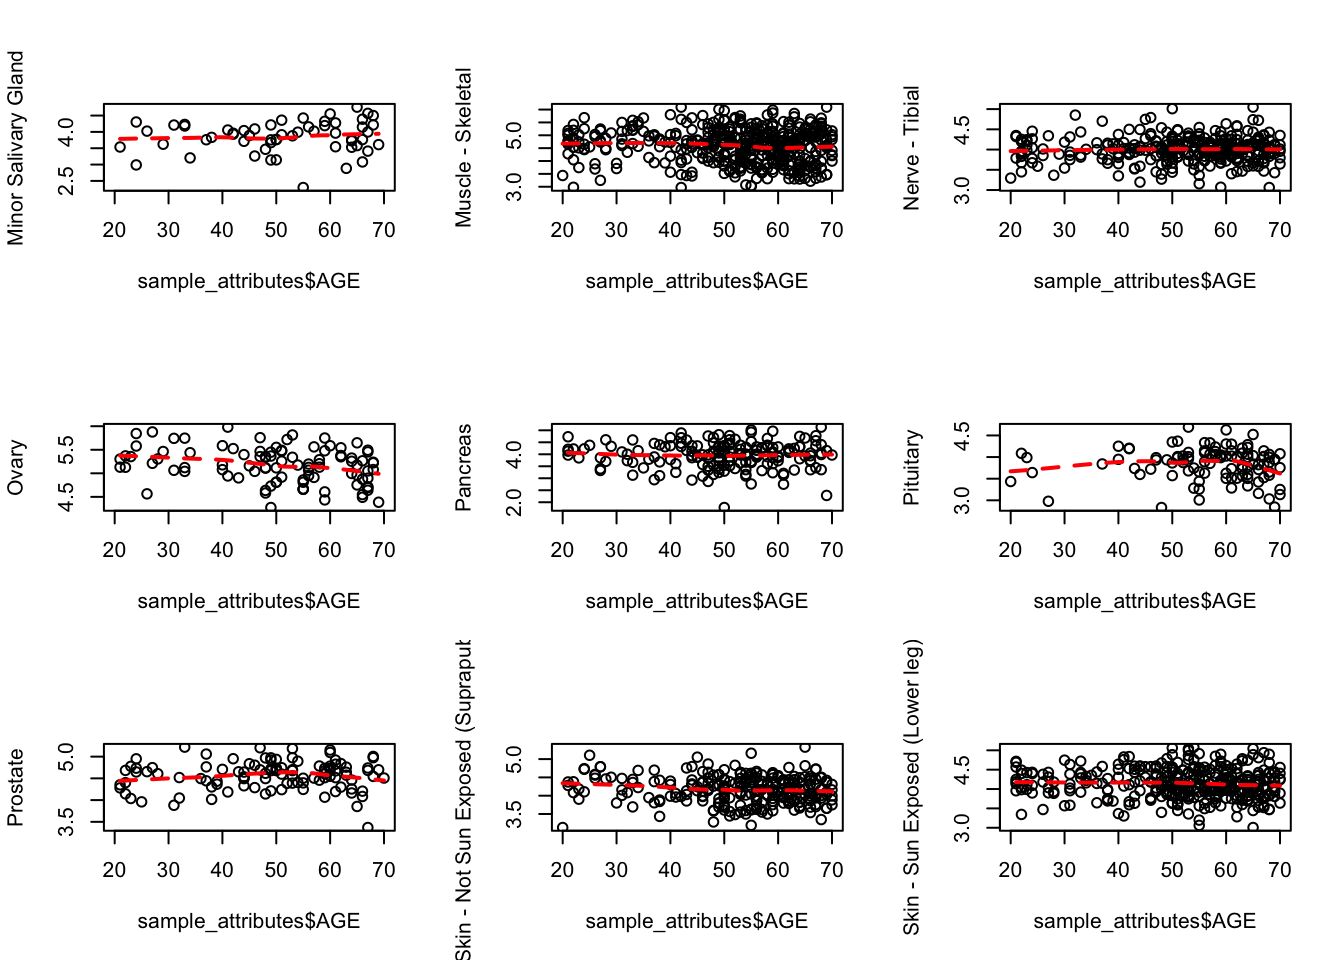 Minor Salivary Gland
4.0
2.5
20 30 40 50 60 70
sample_attributes$AGE
Muscle - Skeletal
5.0
3.0
20 30 40 50 60 70
sample_attributes$AGE
Nerve - Tibial
4.5
3.0
20 30 40 50 60 70
sample_attributes$AGE
Ovary
5.5
4.5
20 30 40 50 60 70
sample_attributes$AGE
Pancreas
4.0
2.0
20 30 40 50 60 70
sample_attributes$AGE
Pituitary
4.5
3.0
20 30 40 50 60 70
sample_attributes$AGE
Prostate
5.0
3.5
20 30 40 50 60 70
sample_attributes$AGE
Skin - Not Sun Exposed (Suprapub
5.0
3.5
20 30 40 50 60 70
sample_attributes$AGE
Skin - Sun Exposed (Lower leg)
4.5
3.0
20 30 40 50 60 70
sample_attributes$AGE